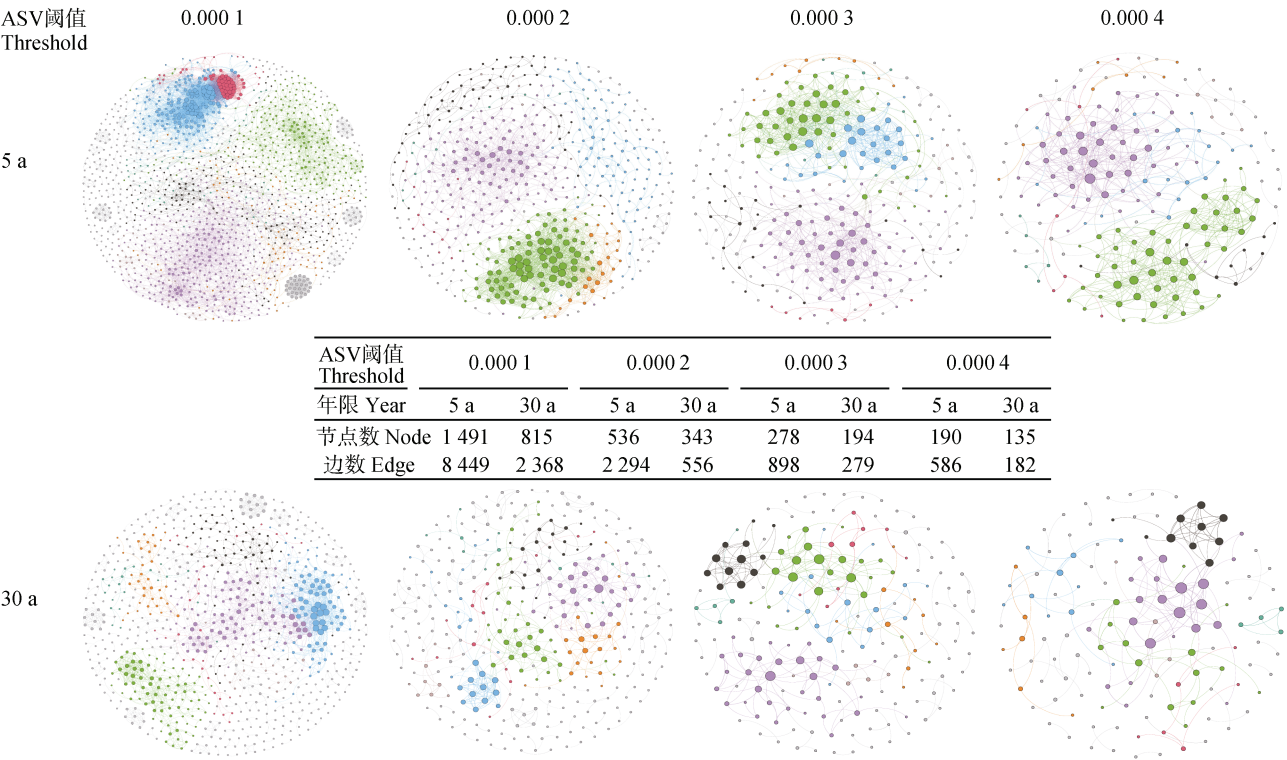 ASV阈值 0.000 1 0.000 2 0.000 3 0.000 4
Threshold
5 a
ASV阈值 0.000 1 0.000 2 0.000 3 0.000 4
Threshold
年限 Year 5 a 30 a 5 a 30 a 5 a 30 a 5 a 30 a
节点数 Node 1 491 815 536 343 278 194 190 135
边数 Edge 8 449 2 368 2 294 556 898 279 586 182
30 a